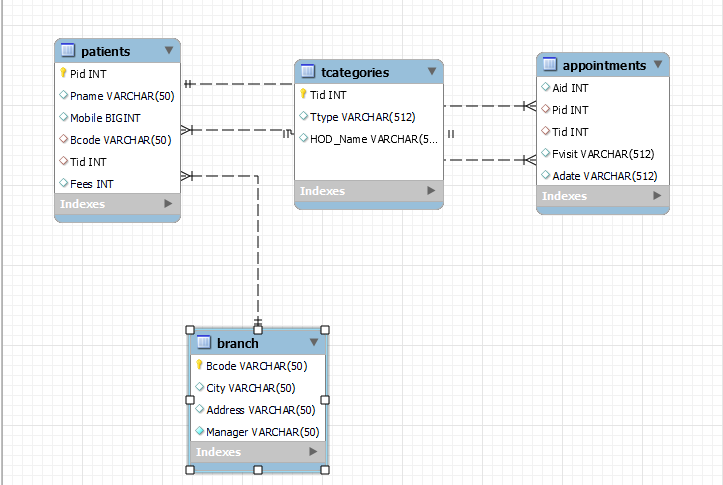 patients
Pid INT
Pname VARCHAR(50)
Mobile BIGINT
Bcode VARCHAR(50)
Tid INT
Fees INT
Indexes
tcategories
Tid INT
Ttype VARCHAR(512)
HOD_Name VARCHAR(5...
Indexes
appointments
Aid INT
Pid INT
Tid INT
Fvisit VARCHAR(512)
Adate VARCHAR(512)
Indexes
branch
Bcode VARCHAR(50)
City VARCHAR(50)
Address VARCHAR(50)
Manager VARCHAR(50)
Indexes